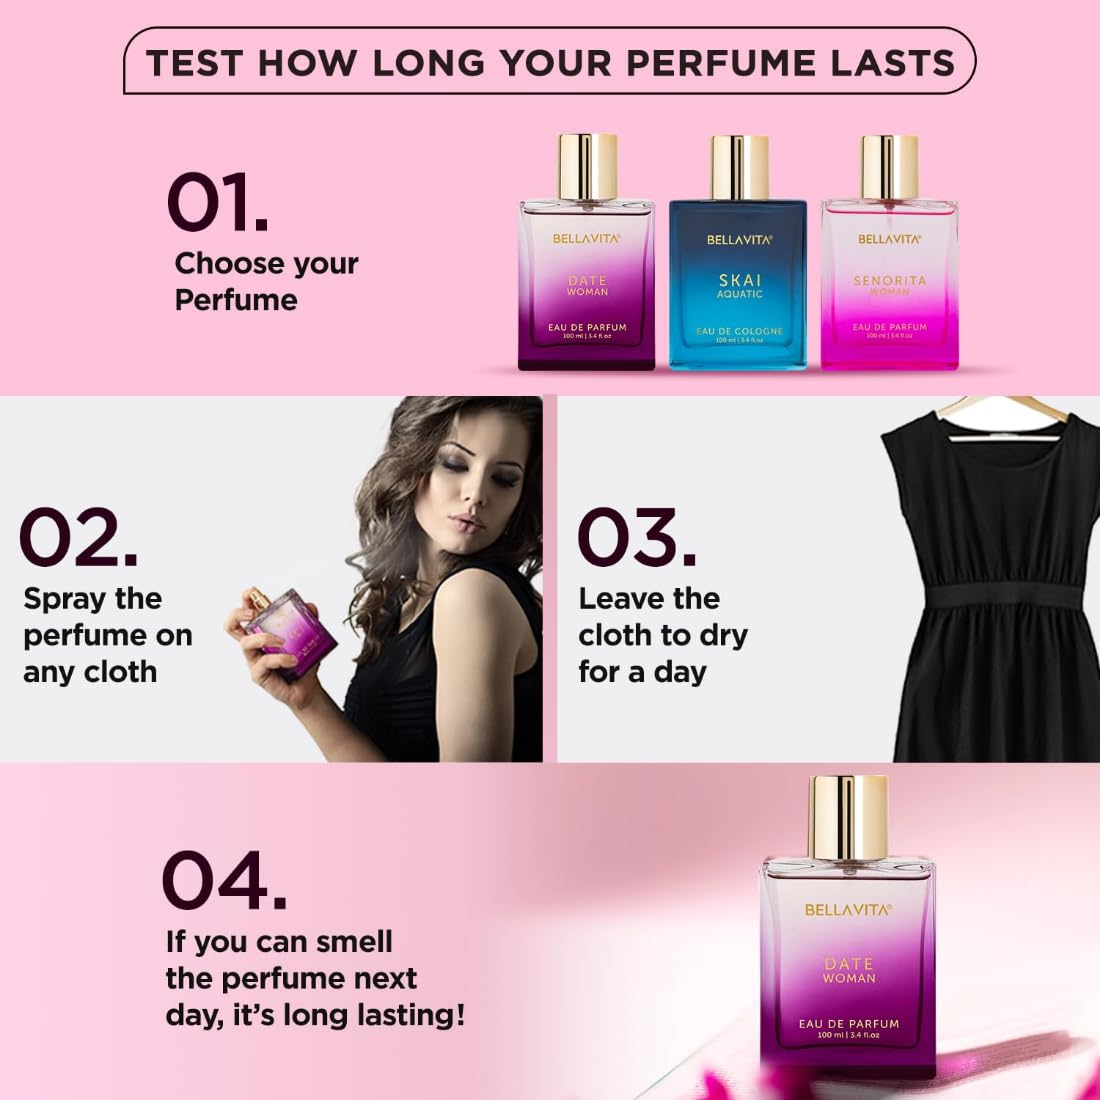 TEST HOW LONG YOUR PERFUME LASTS
01.
Choose your
Perfume
BELLAVITA®
DATE
WOMAN
EAU DE PARFUM
100 ml | 3.4 fl.oz
BELLAVITA®
SKAI
AQUATIC
EAU DE COLOGNE
100 ml | 3.4 fl.oz
BELLAVITA®
SENORITA
WOMAN
EAU DE PARFUM
100 ml | 3.4 fl.oz
02.
Spray the
perfume on
any cloth
03.
Leave the
cloth to dry
for a day
04.
If you can smell
the perfume next
day, it's long lasting!
BELLAVITA®
DATE
WOMAN
EAU DE PARFUM
100 ml | 3.4 fl.oz